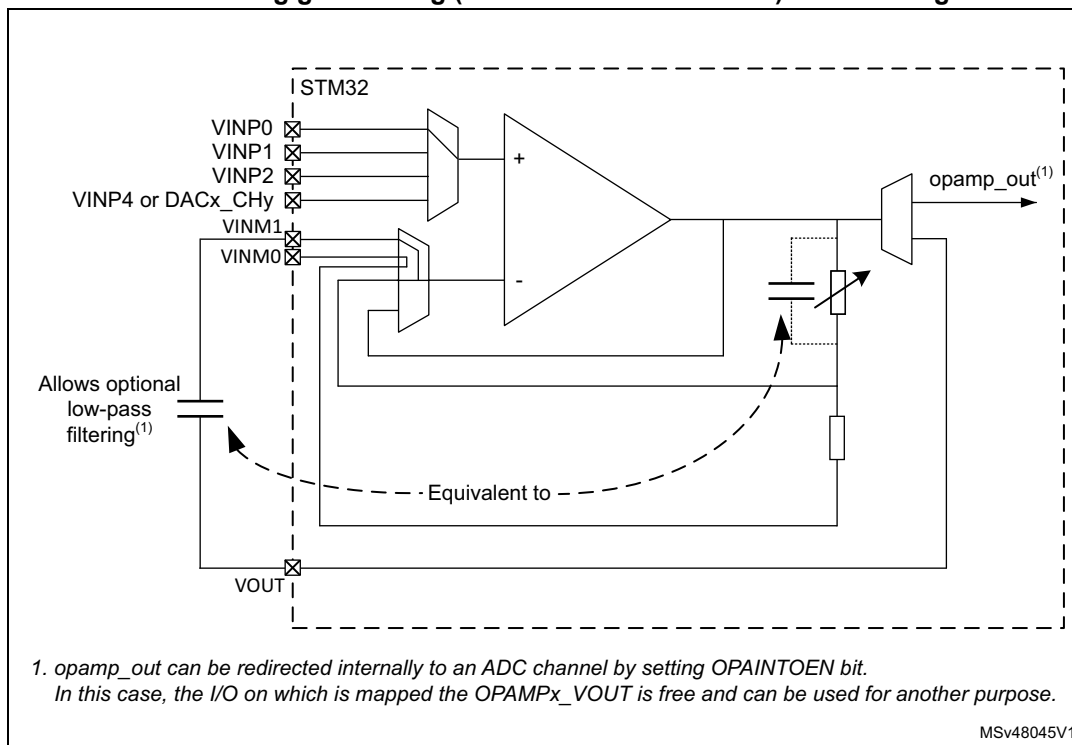 STM32
VINP0
VINP1
VINP2
VINP4 or DACx_CHy
VINM1
VINM0
+
-
opamp_out(1)
Allows optional
low-pass
filtering(1)
Equivalent to
VOUT
1. opamp_out can be redirected internally to an ADC channel by setting OPAINTOEN bit.
In this case, the I/O on which is mapped the OPAMPx_VOUT is free and can be used for another purpose.
MSv48045V1